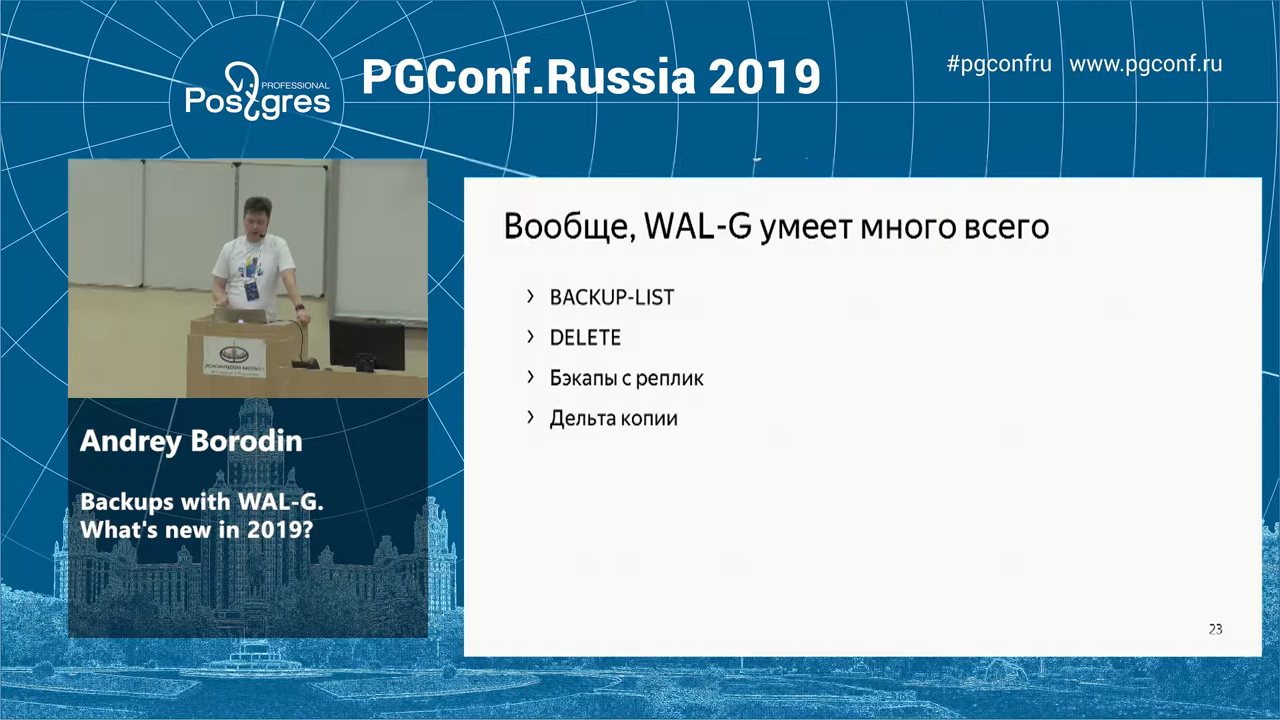 Postgres
PROFESSIONAL
PGConf.Russia 2019
#pgconfru www.pgconf.ru
Вообще, WAL-G умеет много всего
› BACKUP-LIST
› DELETE
› Бэкапы с реплик
› Дельта копии
23
Andrey Borodin
Backups with WAL-G.
What's new in 2019?